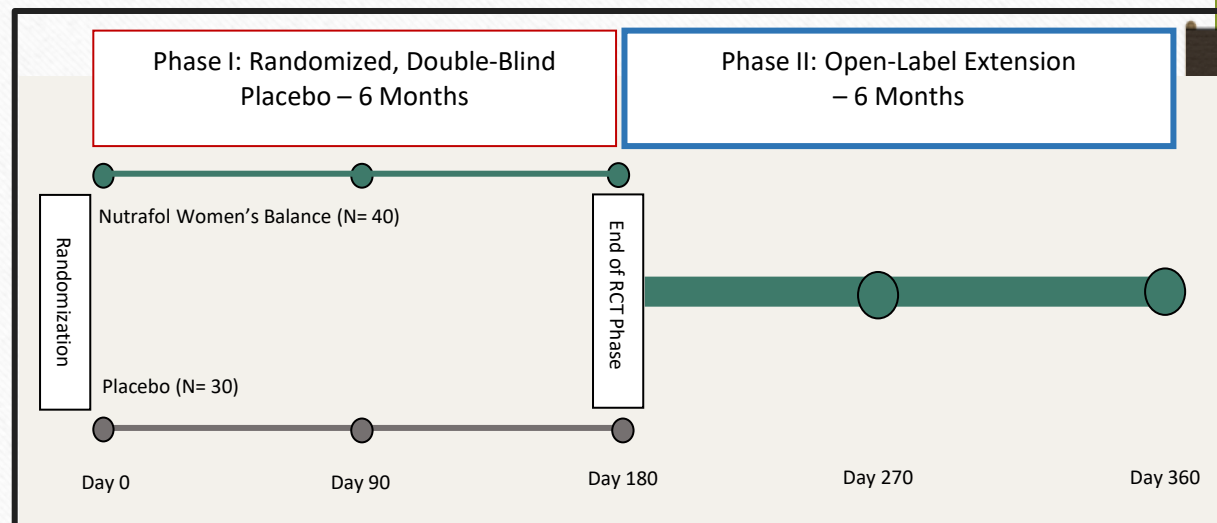 Phase I: Randomized, Double-Blind
Placebo – 6 Months
Phase II: Open-Label Extension
– 6 Months
Randomization
Nutrafol Women’s Balance (N= 40)
End of RCT Phase
Placebo (N= 30)
Day 0
Day 90
Day 180
Day 270
Day 360